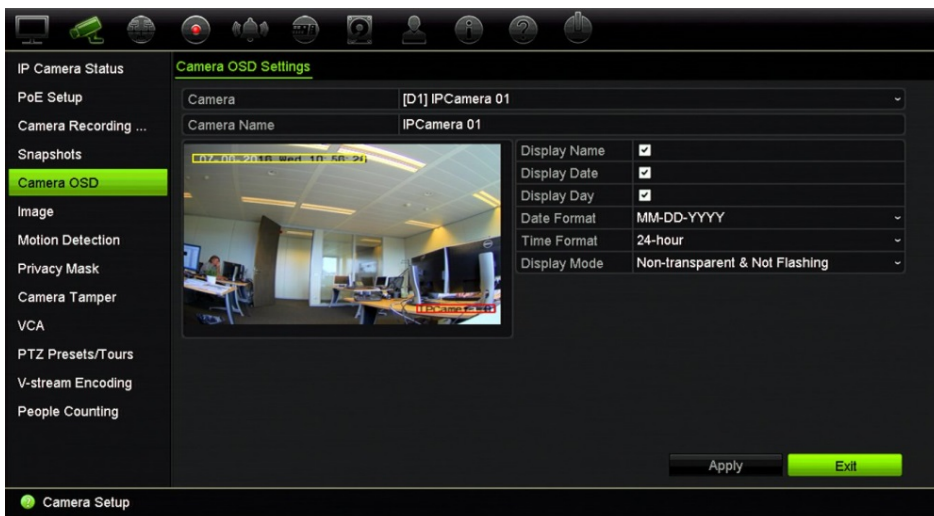 Camera OSD Settings
IP Camera Status
PoE Setup
Camera Recording ...
Snapshots
Camera OSD
Image
Motion Detection
Privacy Mask
Camera Tamper
VCA
PTZ Presets/Tours
V-stream Encoding
People Counting
Camera [D1] IPCamera 01
Camera Name IPCamera 01
Display Name
Display Date
Display Day
Date Format MM-DD-YYYY
Time Format 24-hour
Display Mode Non-transparent & Not Flashing
Wed
Apply Exit
Camera Setup